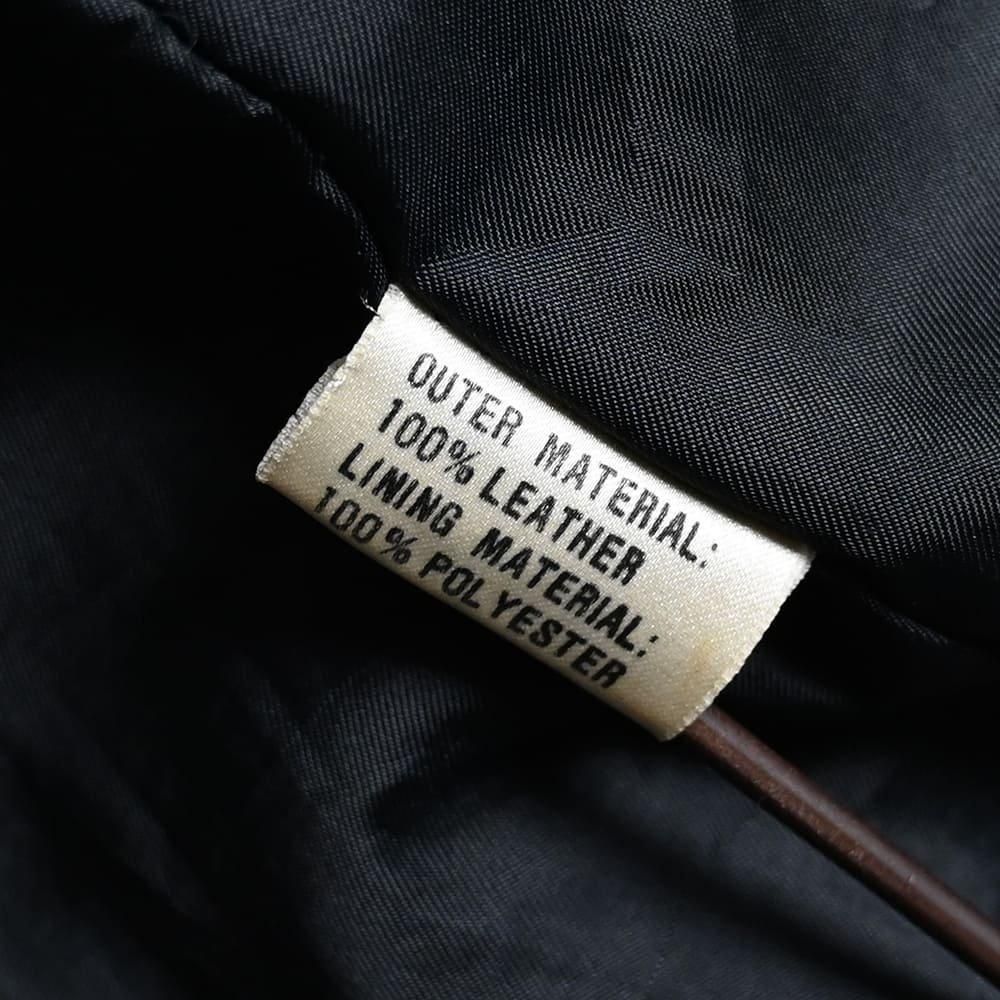 OUTER MATERIAL:
100% LEATHER
LINING MATERIAL:
100% POLYESTER